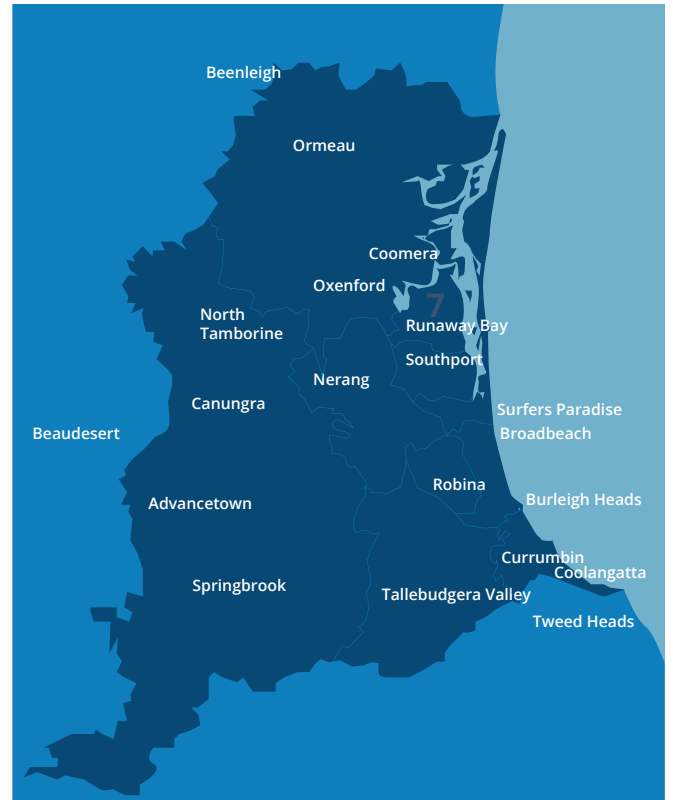 Beenleigh
Ormeau
Coomera
Oxenford
7
North
Tamborine
Runaway Bay
Southport
Nerang
Canungra
Surfers Paradise
Beaudesert
Broadbeach
Robina
Burleigh Heads
Advancetown
Currumbin
Coolangatta
Springbrook
Tallebudgera Valley
Tweed Heads